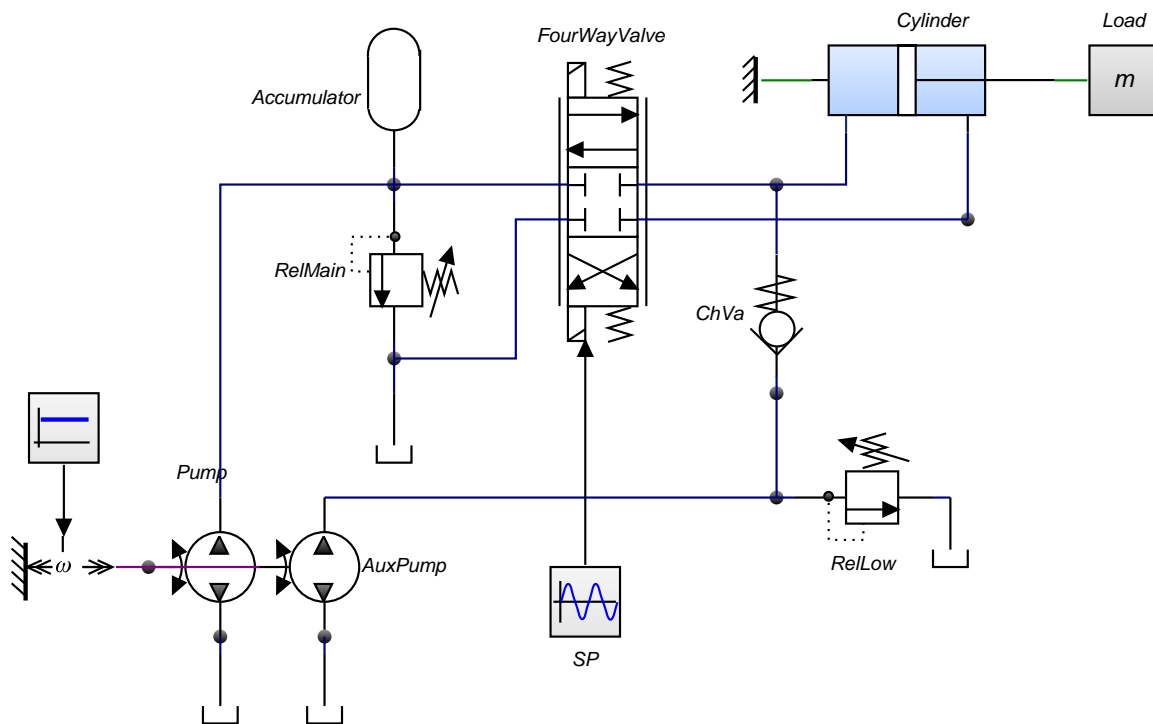 Cylinder
Load
FourWayValve
Accumulator
m
RelMain
ChVa
Pump
ω
AuxPump
RelLow
SP